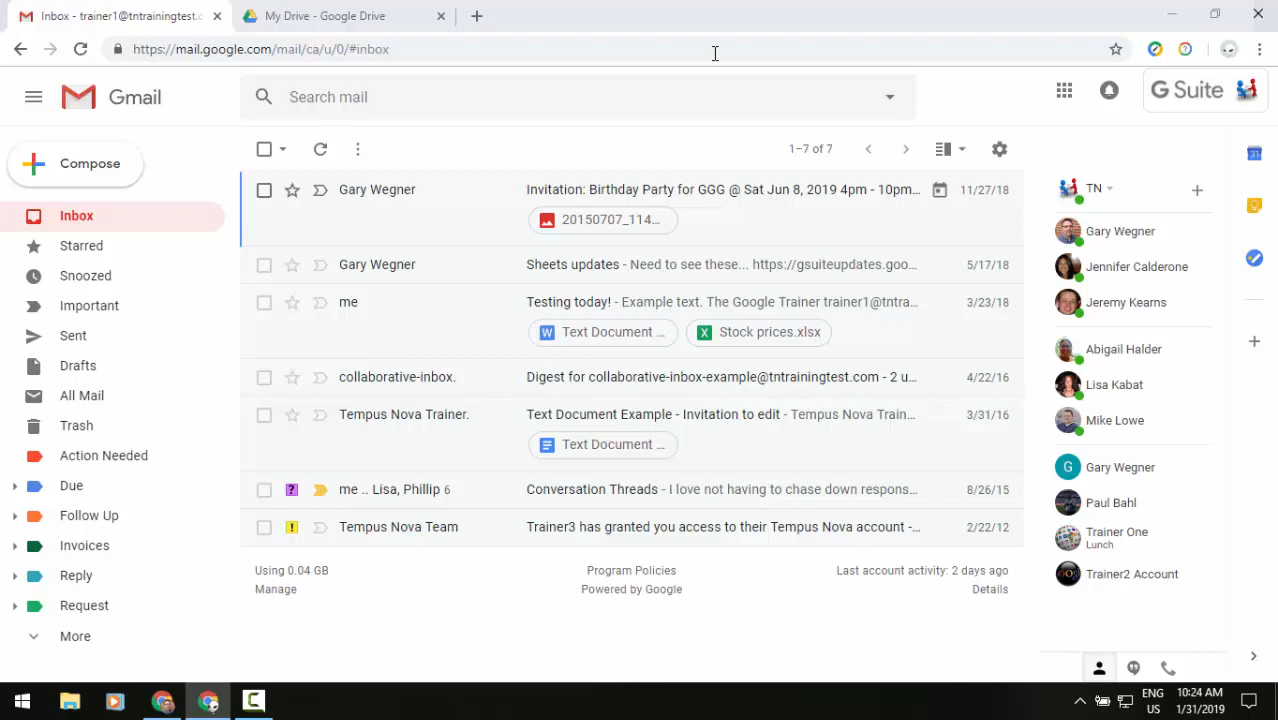 Inbox - trainer1@tntrainingtest.c
My Drive - Google Drive
https://mail.google.com/mail/ca/u/0/#inbox
Gmail
Search mail
G Suite
Compose
1–7 of 7
31
Inbox
Starred
Snoozed
Important
Sent
Drafts
All Mail
Trash
Action Needed
Due
Follow Up
Invoices
Reply
Request
More
Gary Wegner Invitation: Birthday Party for GGG @ Sat Jun 8, 2019 4pm - 10pm... 11/27/18
20150707_114...
Gary Wegner Sheets updates - Need to see these... https://gsuiteupdates.goo... 5/17/18
me Testing today! - Example text. The Google Trainer trainer1@tntra... 3/23/18
W Text Document ... X Stock prices.xlsx
collaborative-inbox. Digest for collaborative-inbox-example@tntrainingtest.com - 2 u... 4/22/16
Tempus Nova Trainer. Text Document Example - Invitation to edit - Tempus Nova Train... 3/31/16
Text Document ...
? me .. Lisa, Phillip 6 Conversation Threads - I love not having to chase down respons... 8/26/15
! Tempus Nova Team Trainer3 has granted you access to their Tempus Nova account -... 2/22/12
Using 0.04 GB
Manage
Program Policies
Powered by Google
Last account activity: 2 days ago
Details
TN
Gary Wegner
Jennifer Calderone
Jeremy Kearns
Abigail Halder
Lisa Kabat
Mike Lowe
G Gary Wegner
Paul Bahl
Trainer One
Lunch
Trainer2 Account
ENG
US
10:24 AM
1/31/2019